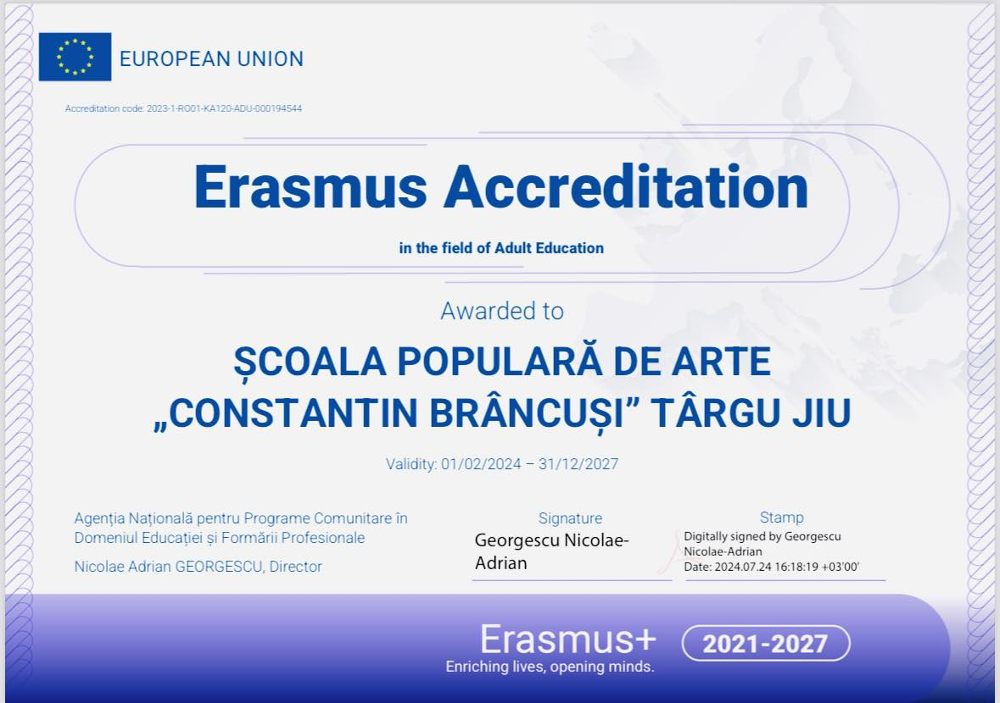 EUROPEAN UNION
Accreditation code: 2023-1-RO01-KA120-ADU-000194544
Erasmus Accreditation
in the field of Adult Education
Awarded to
ȘCOALA POPULARĂ DE ARTE
„CONSTANTIN BRÂNCUȘI” TÂRGU JIU
Validity: 01/02/2024 – 31/12/2027
Agenția Națională pentru Programe Comunitare în
Domeniul Educației și Formării Profesionale
Nicolae Adrian GEORGESCU, Director
Signature
Georgescu Nicolae-
Adrian
Stamp
Digitally signed by Georgescu
Nicolae-Adrian
Date: 2024.07.24 16:18:19 +03'00'
Erasmus+
Enriching lives, opening minds.
2021-2027